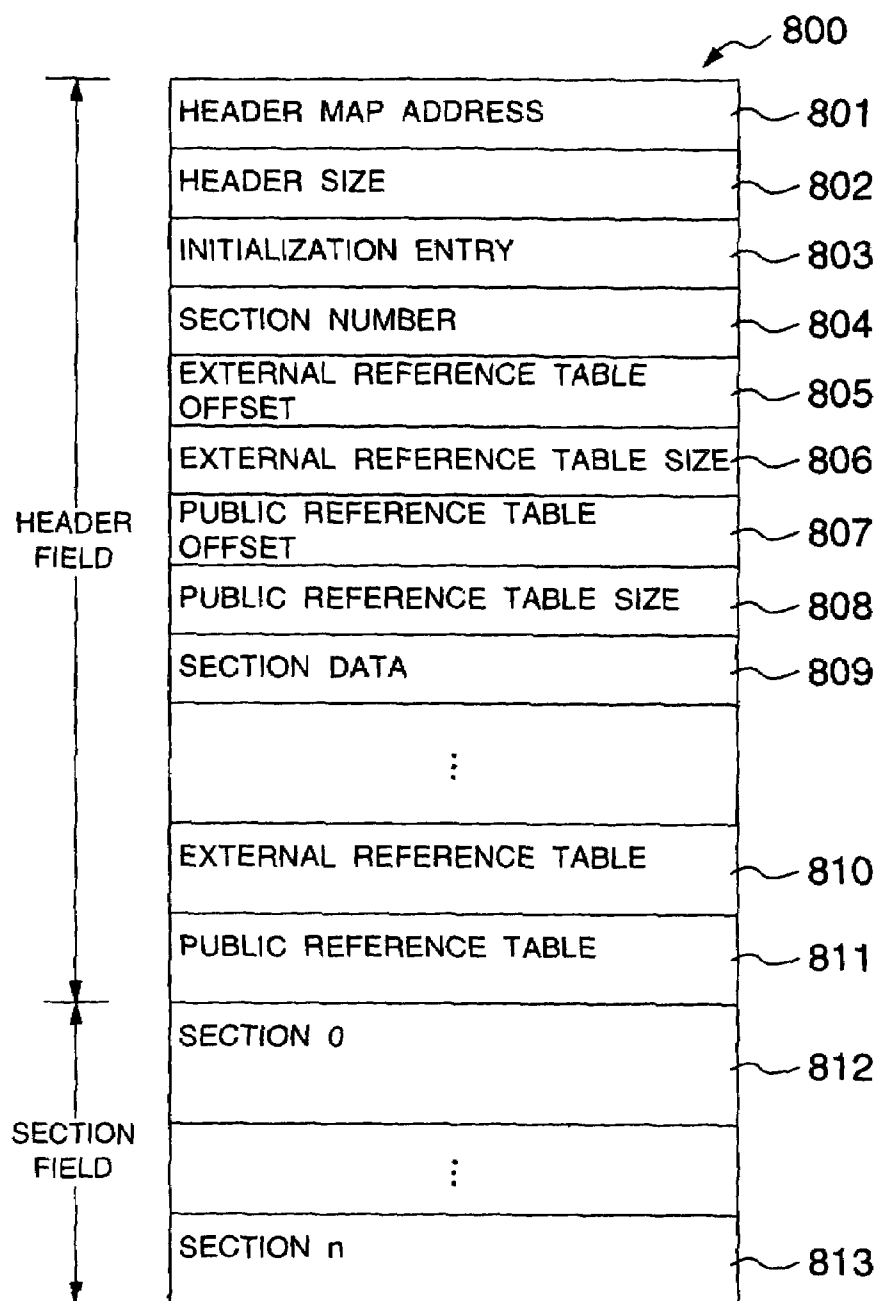 800
HEADER MAP ADDRESS 801
HEADER SIZE 802
INITIALIZATION ENTRY 803
SECTION NUMBER 804
EXTERNAL REFERENCE TABLE
OFFSET 805
EXTERNAL REFERENCE TABLE SIZE 806
PUBLIC REFERENCE TABLE
OFFSET 807
HEADER
FIELD
PUBLIC REFERENCE TABLE SIZE 808
SECTION DATA 809
⋮
EXTERNAL REFERENCE TABLE 810
PUBLIC REFERENCE TABLE 811
SECTION 0 812
SECTION
FIELD
⋮
SECTION n 813